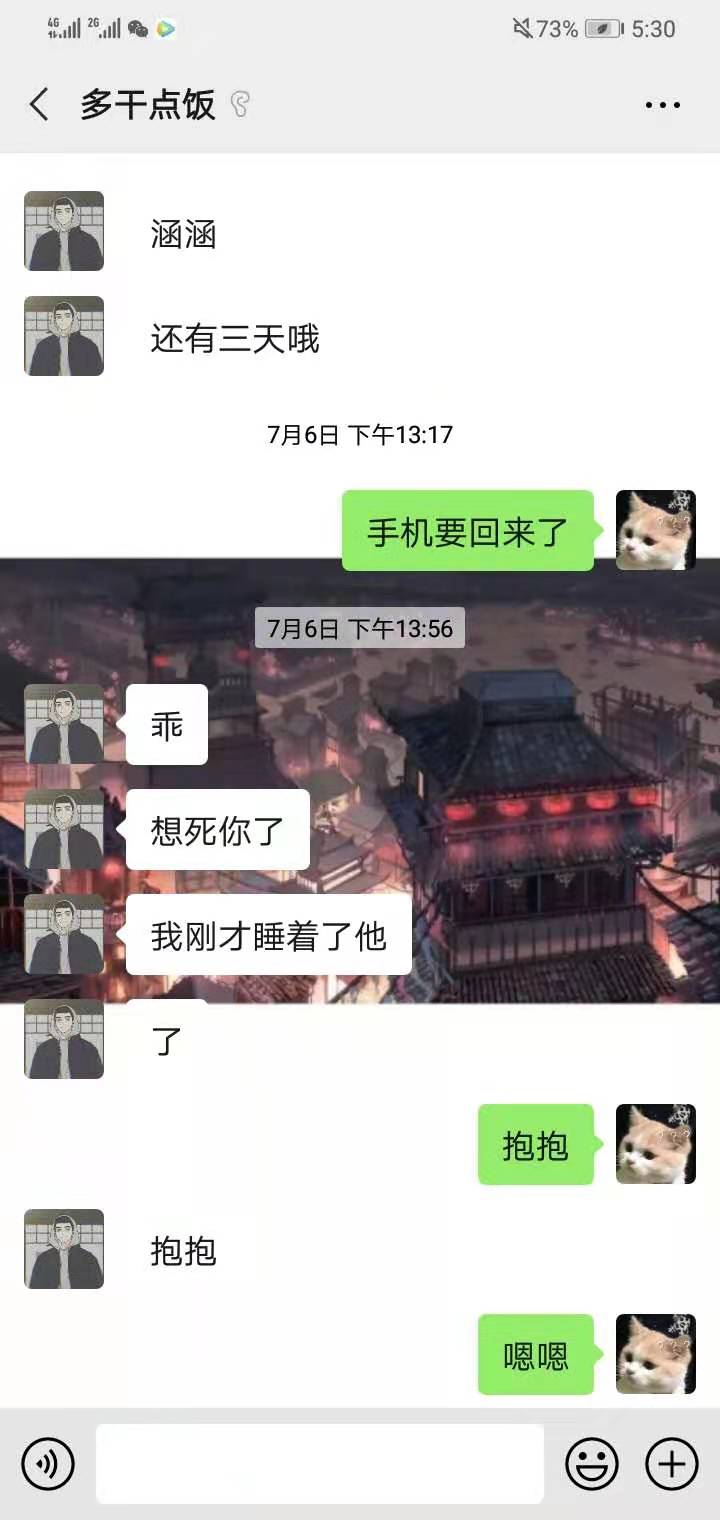 4G 2G 73% 5:30
多干点饭
涵涵
还有三天哦
7月6日 下午13:17
手机要回来了
7月6日 下午13:56
乖
想死你了
我刚才睡着了他
了
抱抱
抱抱
嗯嗯